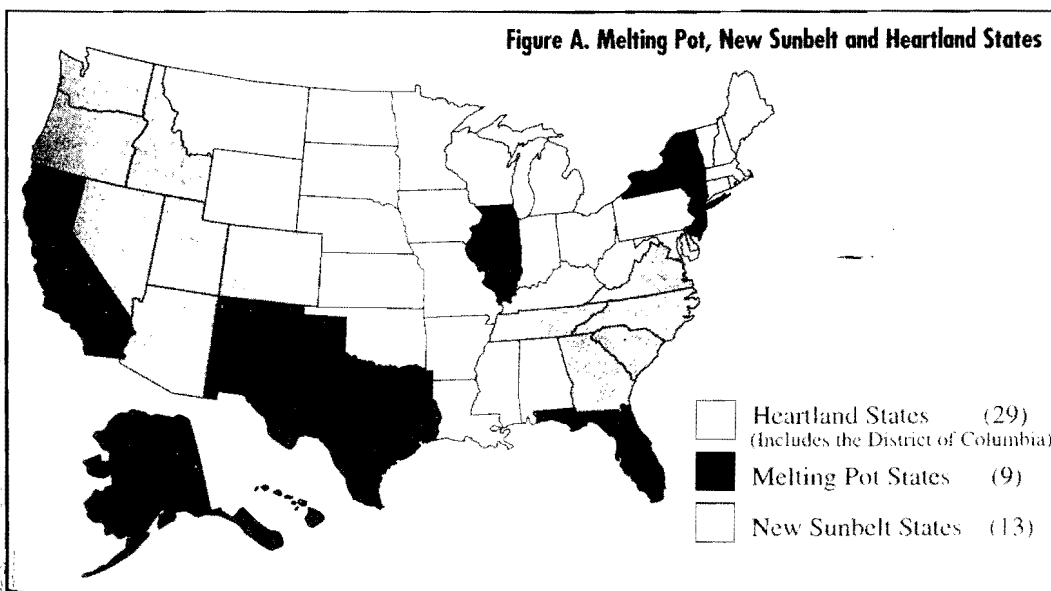 Figure A. Melting Pot, New Sunbelt and Heartland States
Heartland States (29)
(Includes the District of Columbia)
Melting Pot States (9)
New Sunbelt States (13)